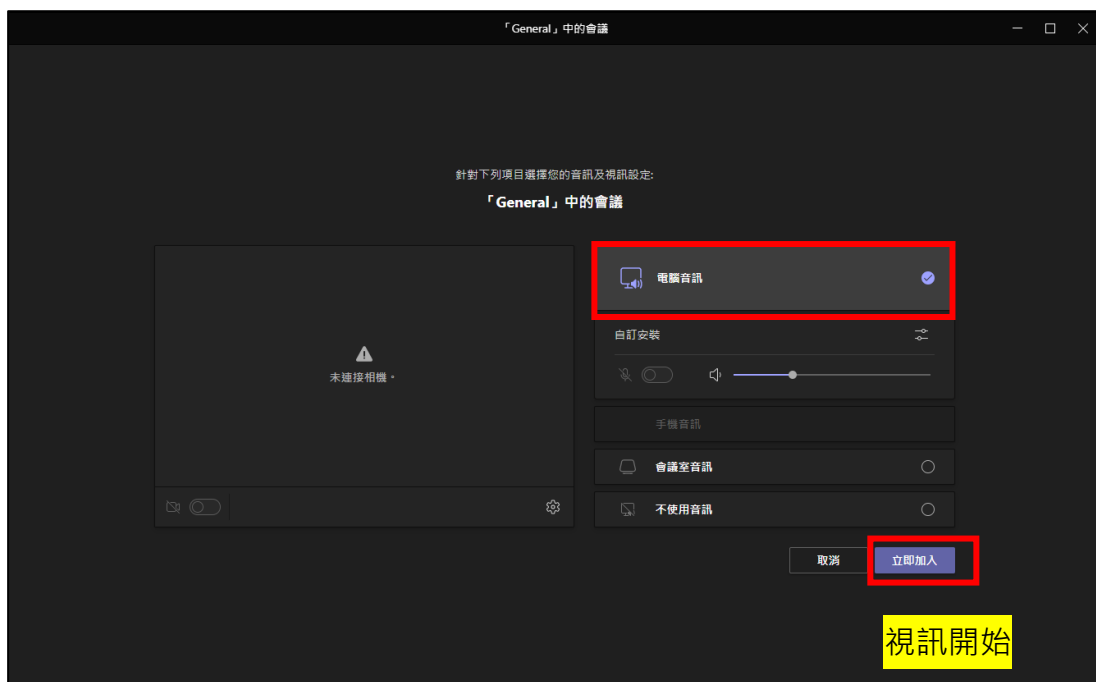 「General」中的會議
針對下列項目選擇您的音訊及視訊設定:
「General」中的會議
未連接相機。
電腦音訊
自訂安裝
手機音訊
會議室音訊
不使用音訊
取消
立即加入
視訊開始